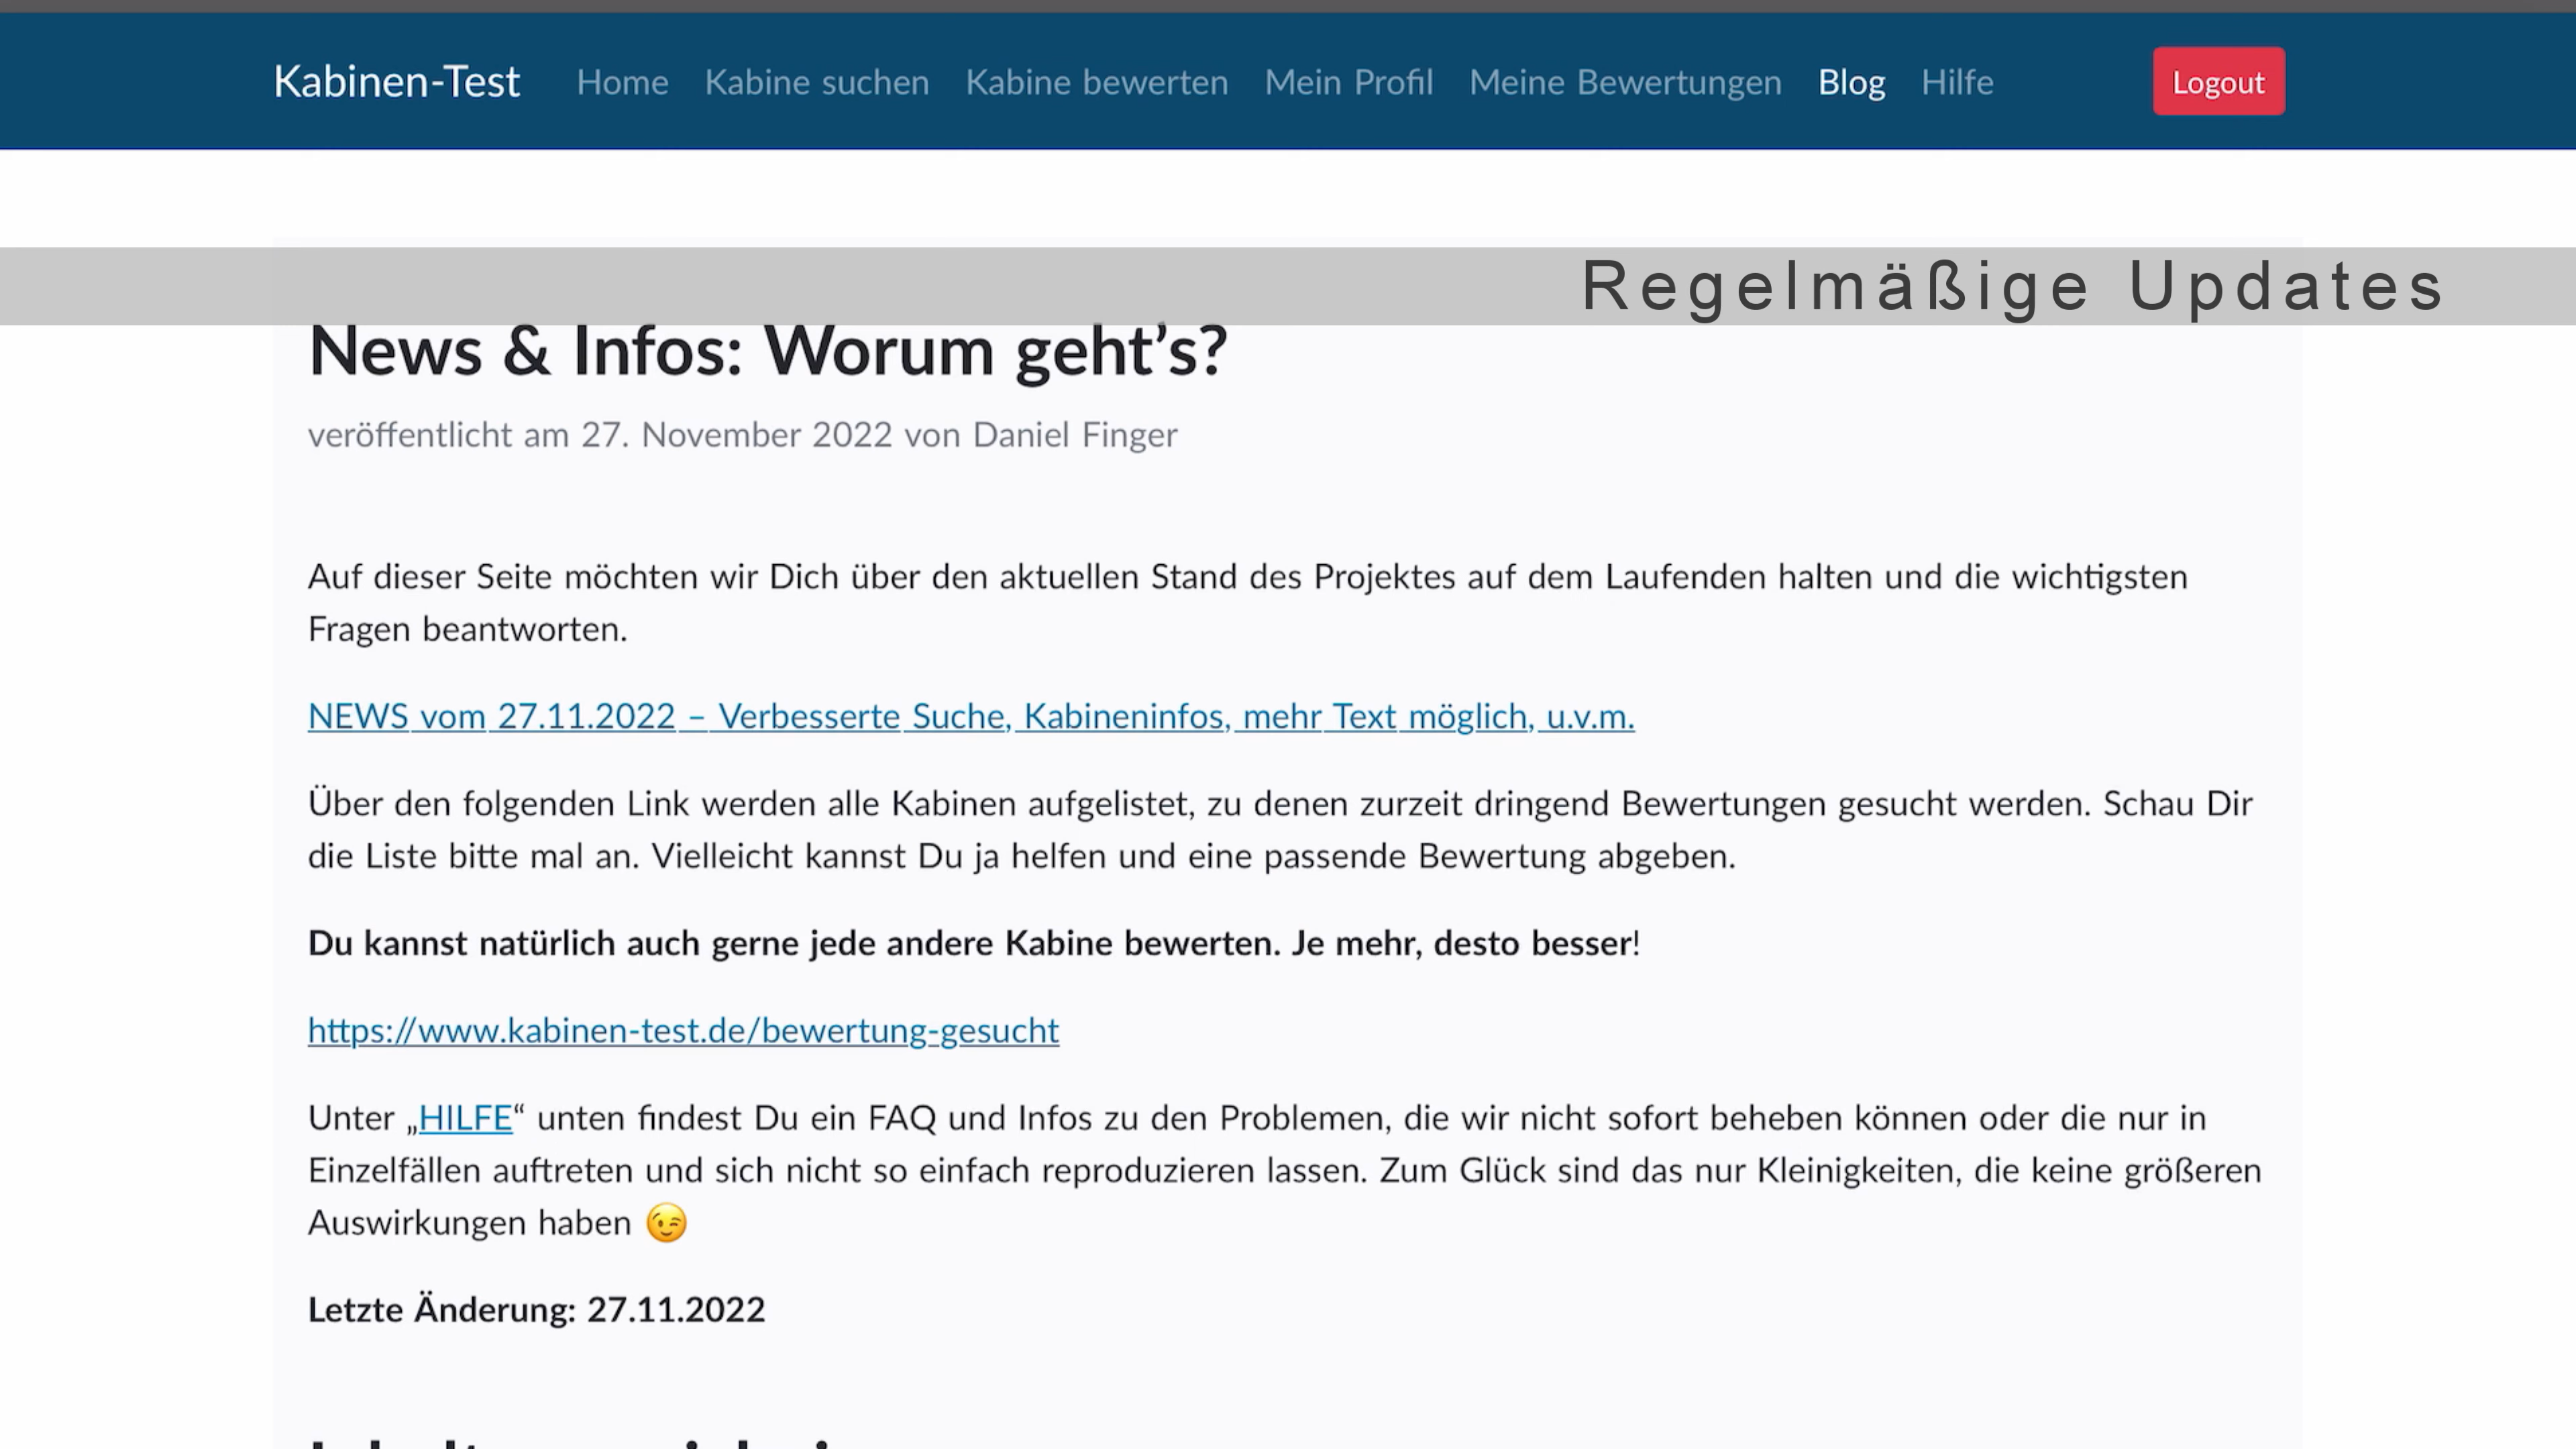 Kabinen-Test Home Kabine suchen Kabine bewerten Mein Profil Meine Bewertungen Blog Hilfe Logout
Regelmäßige Updates
News & Infos: Worum geht’s?
veröffentlicht am 27. November 2022 von Daniel Finger
Auf dieser Seite möchten wir Dich über den aktuellen Stand des Projektes auf dem Laufenden halten und die wichtigsten
Fragen beantworten.
NEWS vom 27.11.2022 – Verbesserte Suche, Kabineninfos, mehr Text möglich, u.v.m.
Über den folgenden Link werden alle Kabinen aufgelistet, zu denen zurzeit dringend Bewertungen gesucht werden. Schau Dir
die Liste bitte mal an. Vielleicht kannst Du ja helfen und eine passende Bewertung abgeben.
Du kannst natürlich auch gerne jede andere Kabine bewerten. Je mehr, desto besser!
https://www.kabinen-test.de/bewertung-gesucht
Unter „HILFE“ unten findest Du ein FAQ und Infos zu den Problemen, die wir nicht sofort beheben können oder die nur in
Einzelfällen auftreten und sich nicht so einfach reproduzieren lassen. Zum Glück sind das nur Kleinigkeiten, die keine größeren
Auswirkungen haben 😉
Letzte Änderung: 27.11.2022